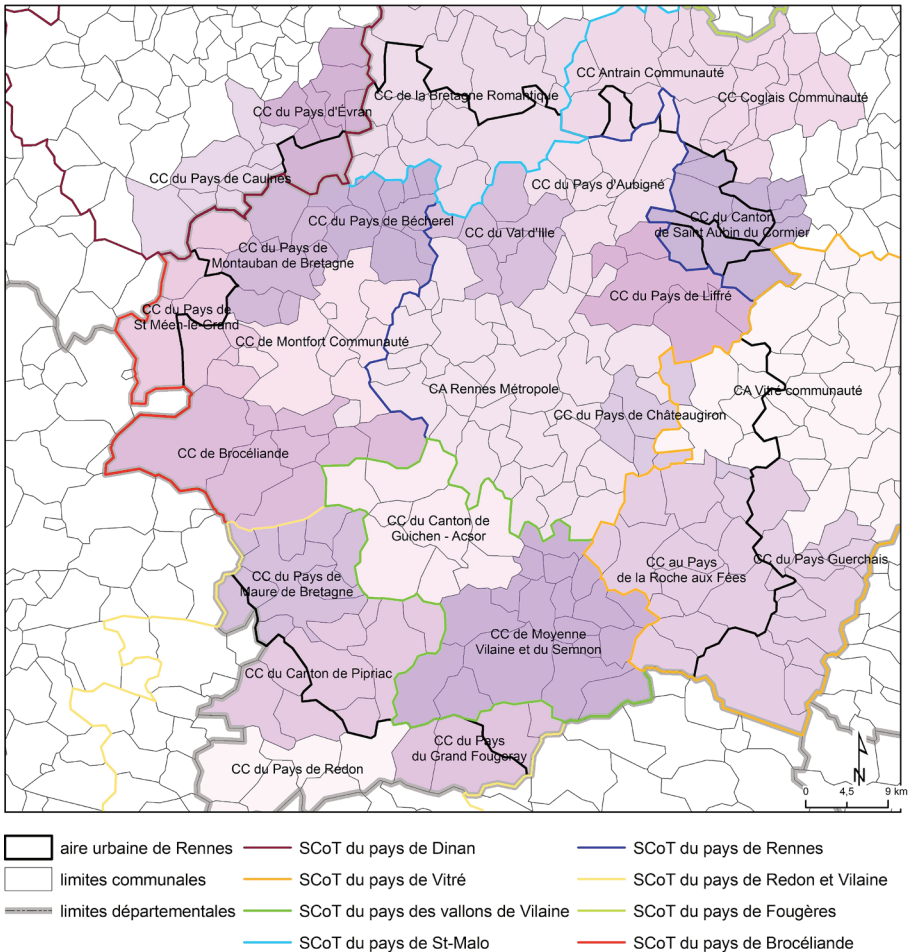 CC Antrain Communauté
CC de la Bretagne Romantique
CC Coglais Communauté
CC du Pays d'Évran
CC du Pays de Caulnes
CC du Pays d'Aubigné
CC du Pays de Bécherel
CC du Val d'Ille
CC du Canton
de Saint Aubin du Cormier
CC du Pays de
Montauban de Bretagne
CC du Pays de Liffré
CC du Pays de
St Méen-le-Grand
CC de Montfort Communauté
CA Rennes Métropole
CA Vitré communauté
CC du Pays de Châteaugiron
CC de Brocéliande
CC du Canton de
Guichen - Acsor
CC au Pays
de la Roche aux Fées
CC du Pays Guerchais
CC du Pays de
Maure de Bretagne
CC de Moyenne
Vilaine et du Semnon
CC du Canton de Pipriac
CC du Pays
du Grand Fougeray
CC du Pays de Redon
N
0 4,5 9 km
aire urbaine de Rennes
limites communales
limites départementales
SCoT du pays de Dinan
SCoT du pays de Vitré
SCoT du pays des vallons de Vilaine
SCoT du pays de St-Malo
SCoT du pays de Rennes
SCoT du pays de Redon et Vilaine
SCoT du pays de Fougères
SCoT du pays de Brocéliande